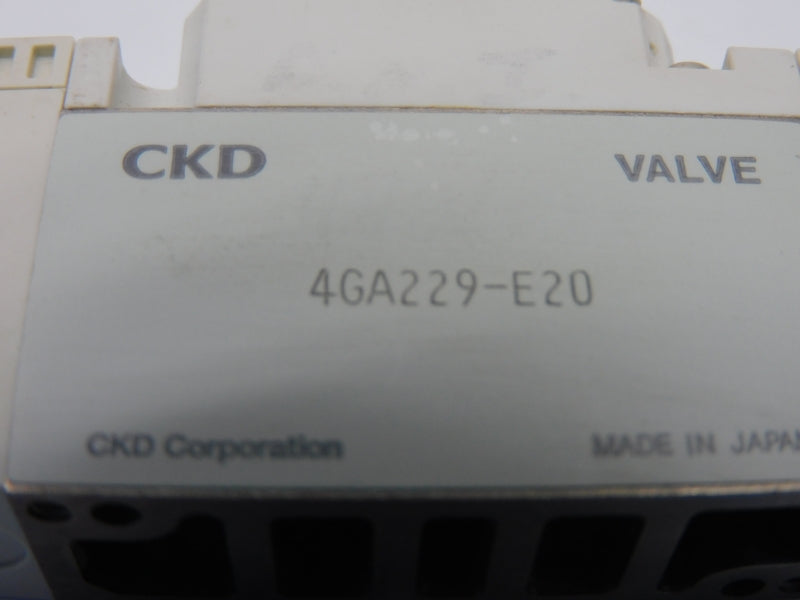 CKD VALVE
4GA229-E20
CKD Corporation MADE IN JAPAN